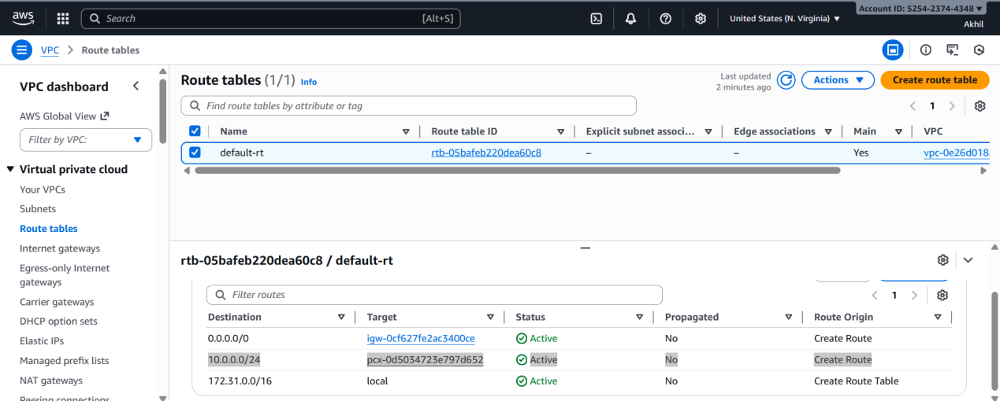 aws Search [Alt+S] United States (N. Virginia) ▼ Account ID: 5254-2374-4348 ▼
Akhil
VPC > Route tables
VPC dashboard
AWS Global View
Filter by VPC:
Virtual private cloud
Your VPCs
Subnets
Route tables
Internet gateways
Egress-only Internet
gateways
Carrier gateways
DHCP option sets
Elastic IPs
Managed prefix lists
NAT gateways
Peering connections
Route tables (1/1) Info
Last updated
2 minutes ago
Actions ▼
Create route table
Find route tables by attribute or tag
1
Name Route table ID Explicit subnet associ... Edge associations Main VPC
default-rt rtb-05bafeb220dea60c8 – – Yes vpc-0e26d018
rtb-05bafeb220dea60c8 / default-rt
Filter routes
1
Destination Target Status Propagated Route Origin
0.0.0.0/0 igw-0cf627fe2ac3400ce Active No Create Route
10.0.0.0/24 pcx-0d5034723e797d652 Active No Create Route
172.31.0.0/16 local Active No Create Route Table